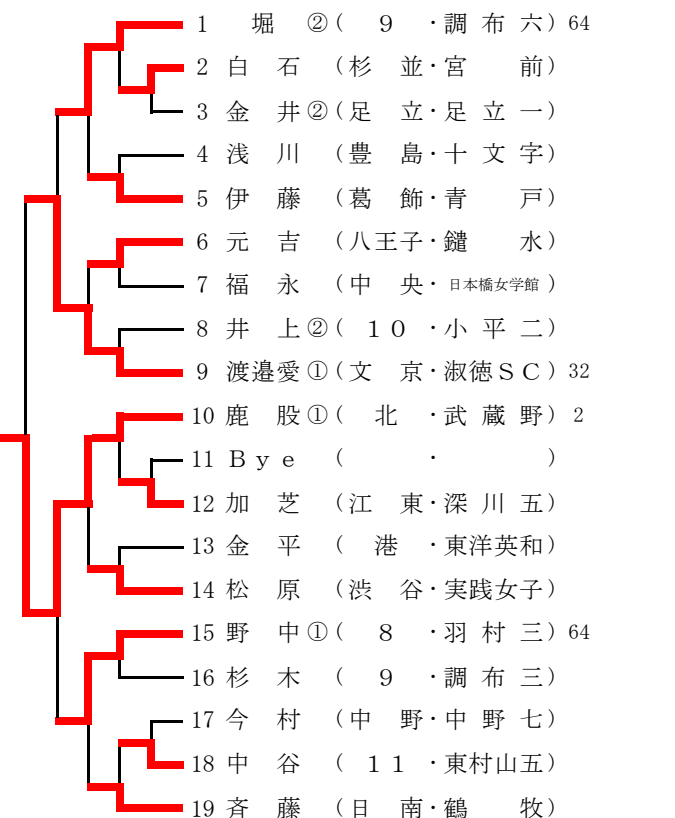 1 堀 ②( 9 ・調布六) 64
2 白石 (杉並・宮前)
3 金井②(足立・足立一)
4 浅川 (豊島・十文字)
5 伊藤 (葛飾・青戸)
6 元吉 (八王子・鑓水)
7 福永 (中央・日本橋女学館)
8 井上②( 10 ・小平二)
9 渡邉愛①(文京・淑徳SC) 32
10 鹿股①( 北 ・武蔵野) 2
11 Bye ( ・ )
12 加芝 (江東・深川五)
13 金平 ( 港 ・東洋英和)
14 松原 (渋谷・実践女子)
15 野中①( 8 ・羽村三) 64
16 杉木 ( 9 ・調布三)
17 今村 (中野・中野七)
18 中谷 ( 11 ・東村山五)
19 斉藤 (日南・鶴牧)